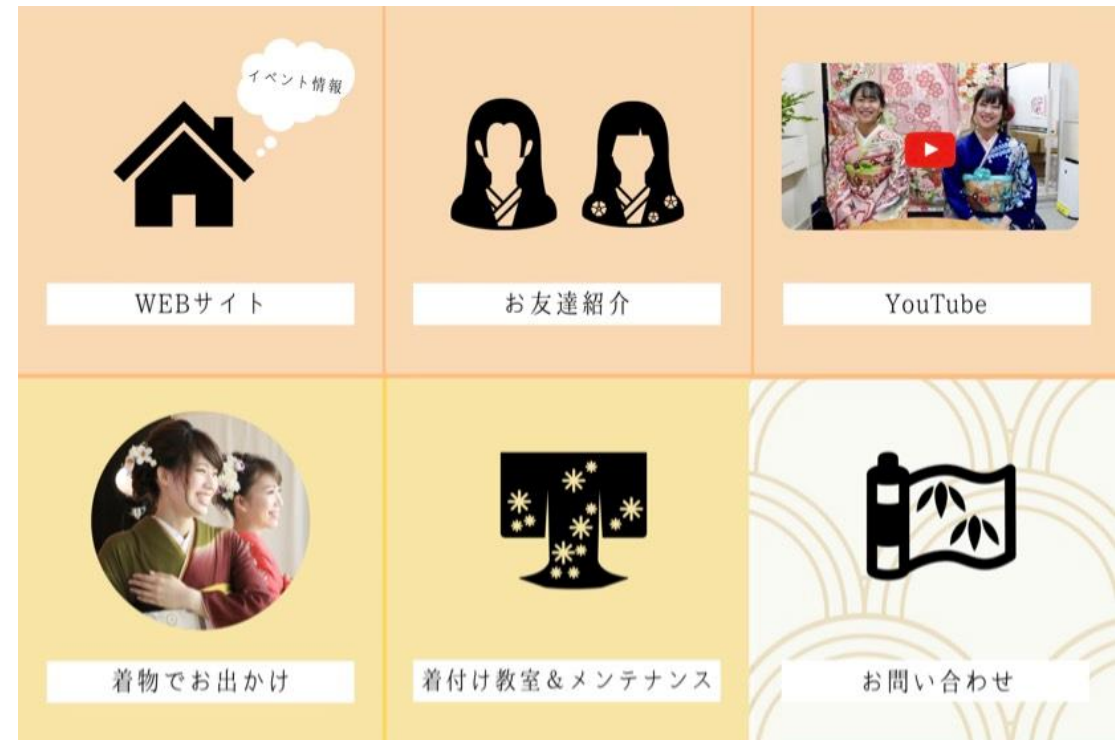 イベント情報
WEBサイト
お友達紹介
YouTube
着物でお出かけ
着付け教室&メンテナンス
お問い合わせ